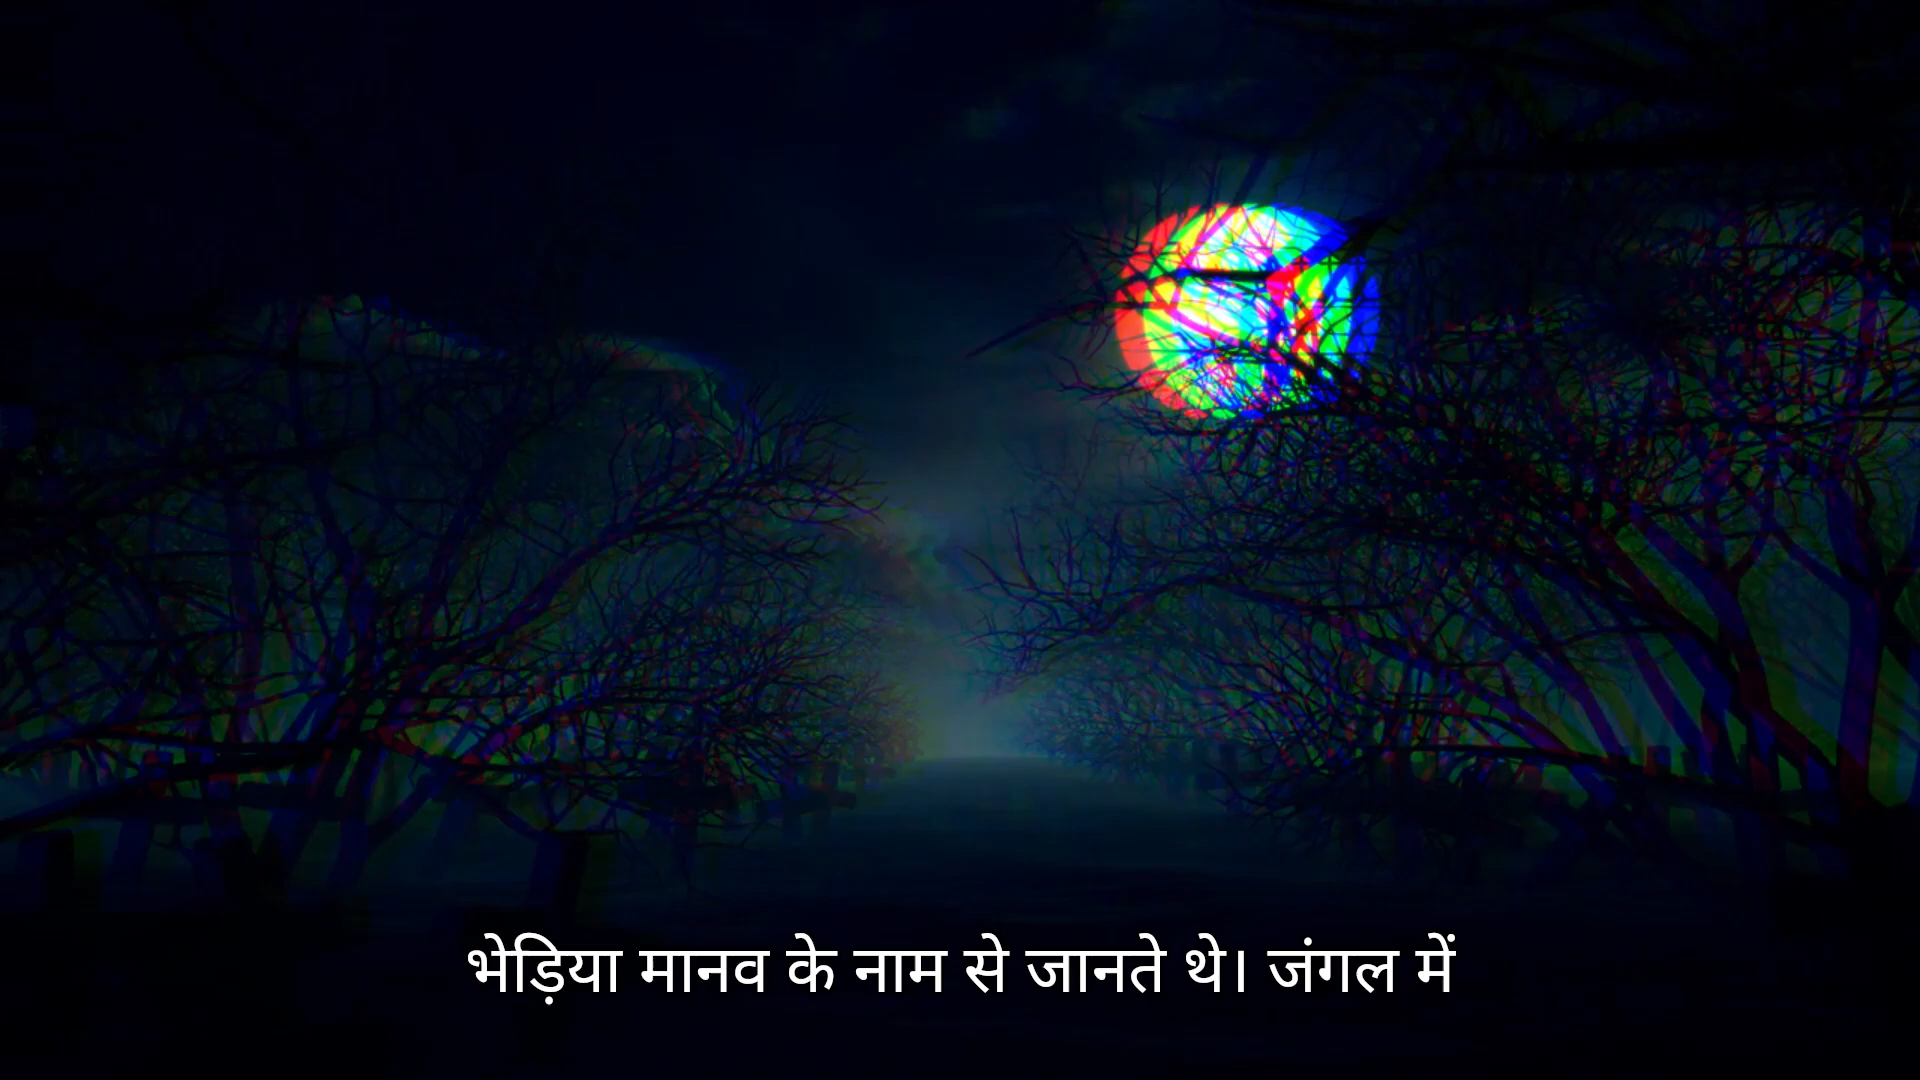 भेड़िया मानव के नाम से जानते थे। जंगल में